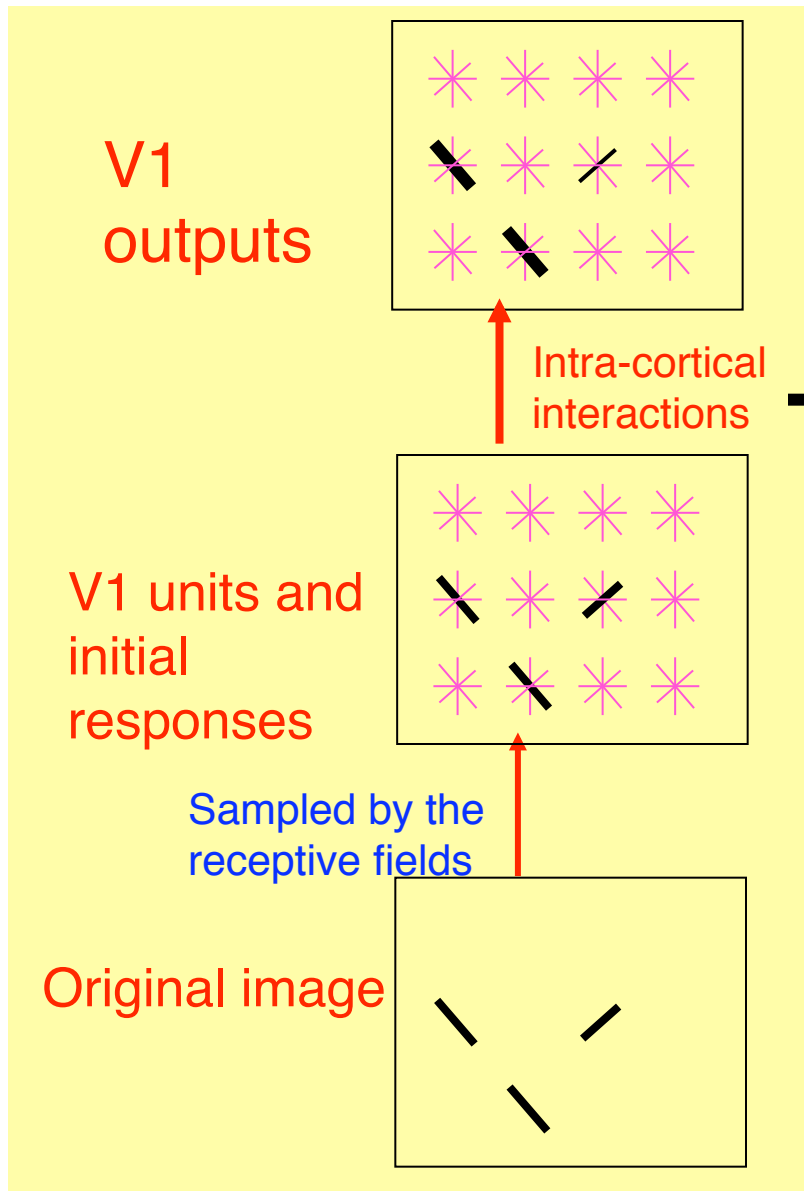 V1
outputs
Intra-cortical
interactions
V1 units and
initial
responses
Sampled by the
receptive fields
Original image